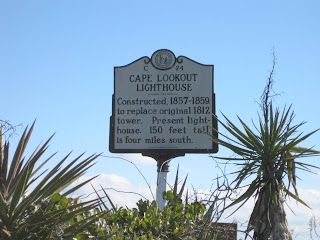 C 24
CAPE LOOKOUT
LIGHTHOUSE
Constructed, 1857-1859,
to replace original 1812
tower. Present light-
house, 150 feet tall
is four miles south.